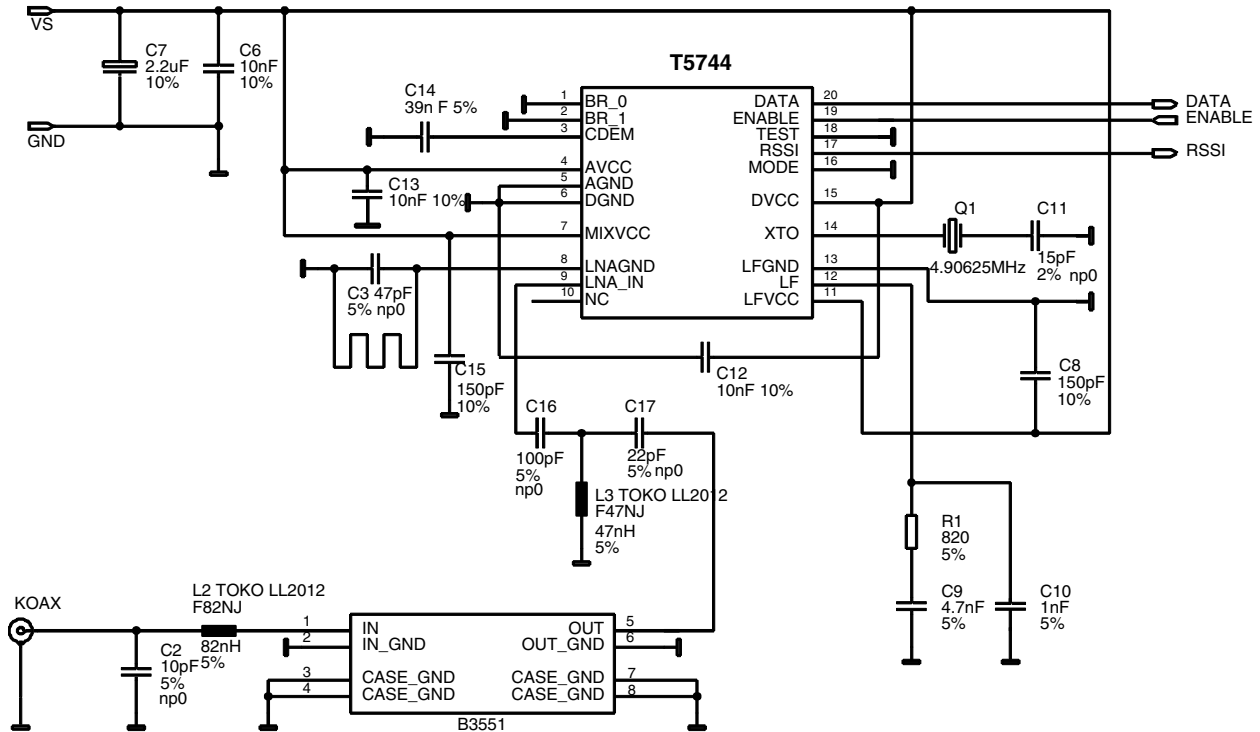 VS
GND
C7
2.2uF
10%
C6
10nF
10%
T5744
C14
39n F 5%
1 BR_0
2 BR_1
3 CDEM
4 AVCC
5 AGND
6 DGND
7 MIXVCC
8 LNAGND
9 LNA_IN
10 NC
DATA 20
ENABLE 19
TEST 18
RSSI 17
MODE 16
DVCC 15
XTO 14
LFGND 13
LF 12
LFVCC 11
DATA
ENABLE
RSSI
C13
10nF 10%
Q1
4.90625MHz
C11
15pF
2% np0
C3 47pF
5% np0
C15
150pF
10%
C12
10nF 10%
C8
150pF
10%
C16
100pF
5%
np0
C17
22pF
5% np0
L3 TOKO LL2012
F47NJ
47nH
5%
R1
820
5%
C9
4.7nF
5%
C10
1nF
5%
KOAX
L2 TOKO LL2012
F82NJ
82nH
5%
C2
10pF
5%
np0
1 IN
2 IN_GND
3 CASE_GND
4 CASE_GND
OUT 5
OUT_GND 6
CASE_GND 7
CASE_GND 8
B3551